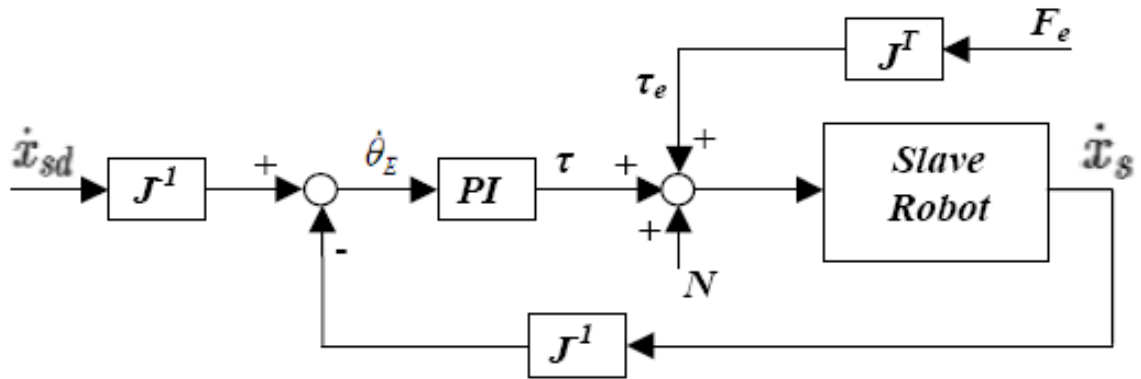 F_e
J^T
τ_e
ẋ_sd
J^1
+
θ̇_E
PI
τ
+
+
Slave
Robot
ẋ_s
-
+
N
J^1